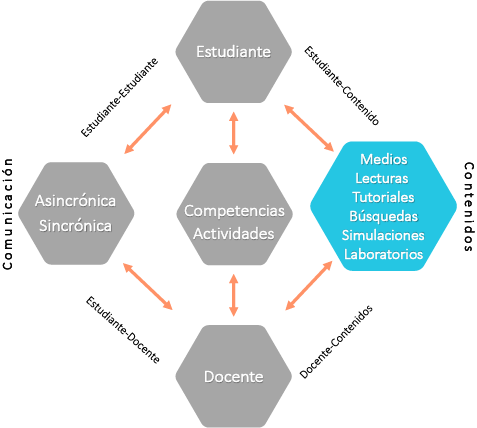 Estudiante
Estudiante-Estudiante
Estudiante-Contenido
Comunicación
Asincrónica
Sincrónica
Competencias
Actividades
Medios
Lecturas
Tutoriales
Búsquedas
Simulaciones
Laboratorios
Contenidos
Estudiante-Docente
Docente-Contenidos
Docente